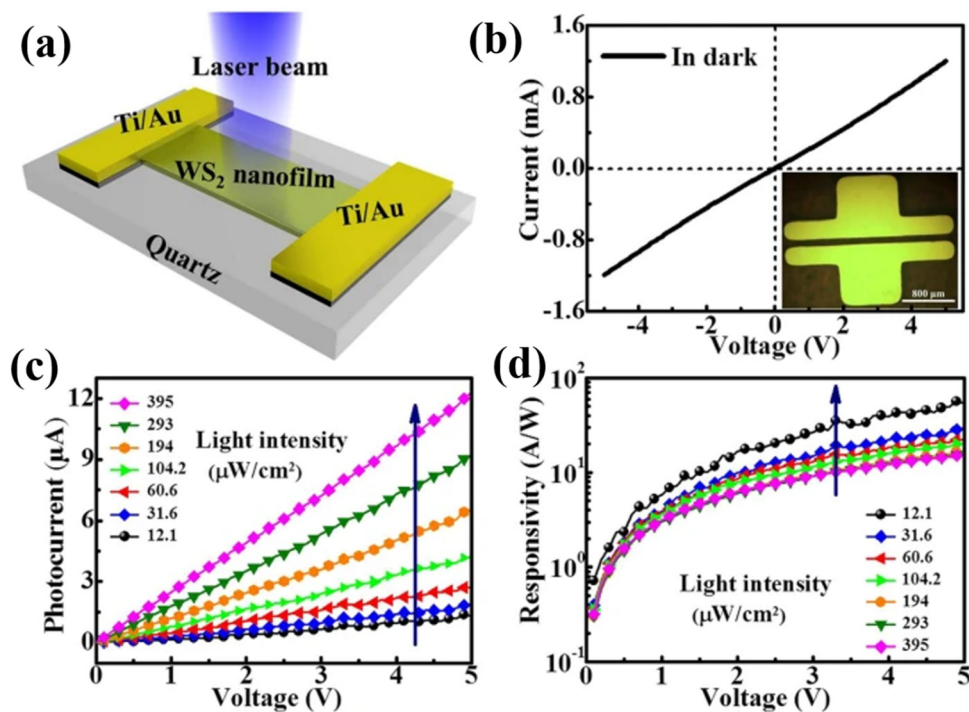 (a)
Laser beam
Ti/Au
WS₂ nanofilm
Ti/Au
Quartz
(b)
1.6
0.8
0.0
-0.8
-1.6
Current (mA)
In dark
800 μm
-4 -2 0 2 4
Voltage (V)
(c)
12
9
6
3
0
Photocurrent (μA)
395
293
194
104.2
60.6
31.6
12.1
Light intensity
(μW/cm²)
0 1 2 3 4 5
Voltage (V)
(d)
10²
10¹
10⁰
10⁻¹
Responsivity (A/W)
12.1
31.6
60.6
104.2
194
293
395
Light intensity
(μW/cm²)
0 1 2 3 4 5
Voltage (V)